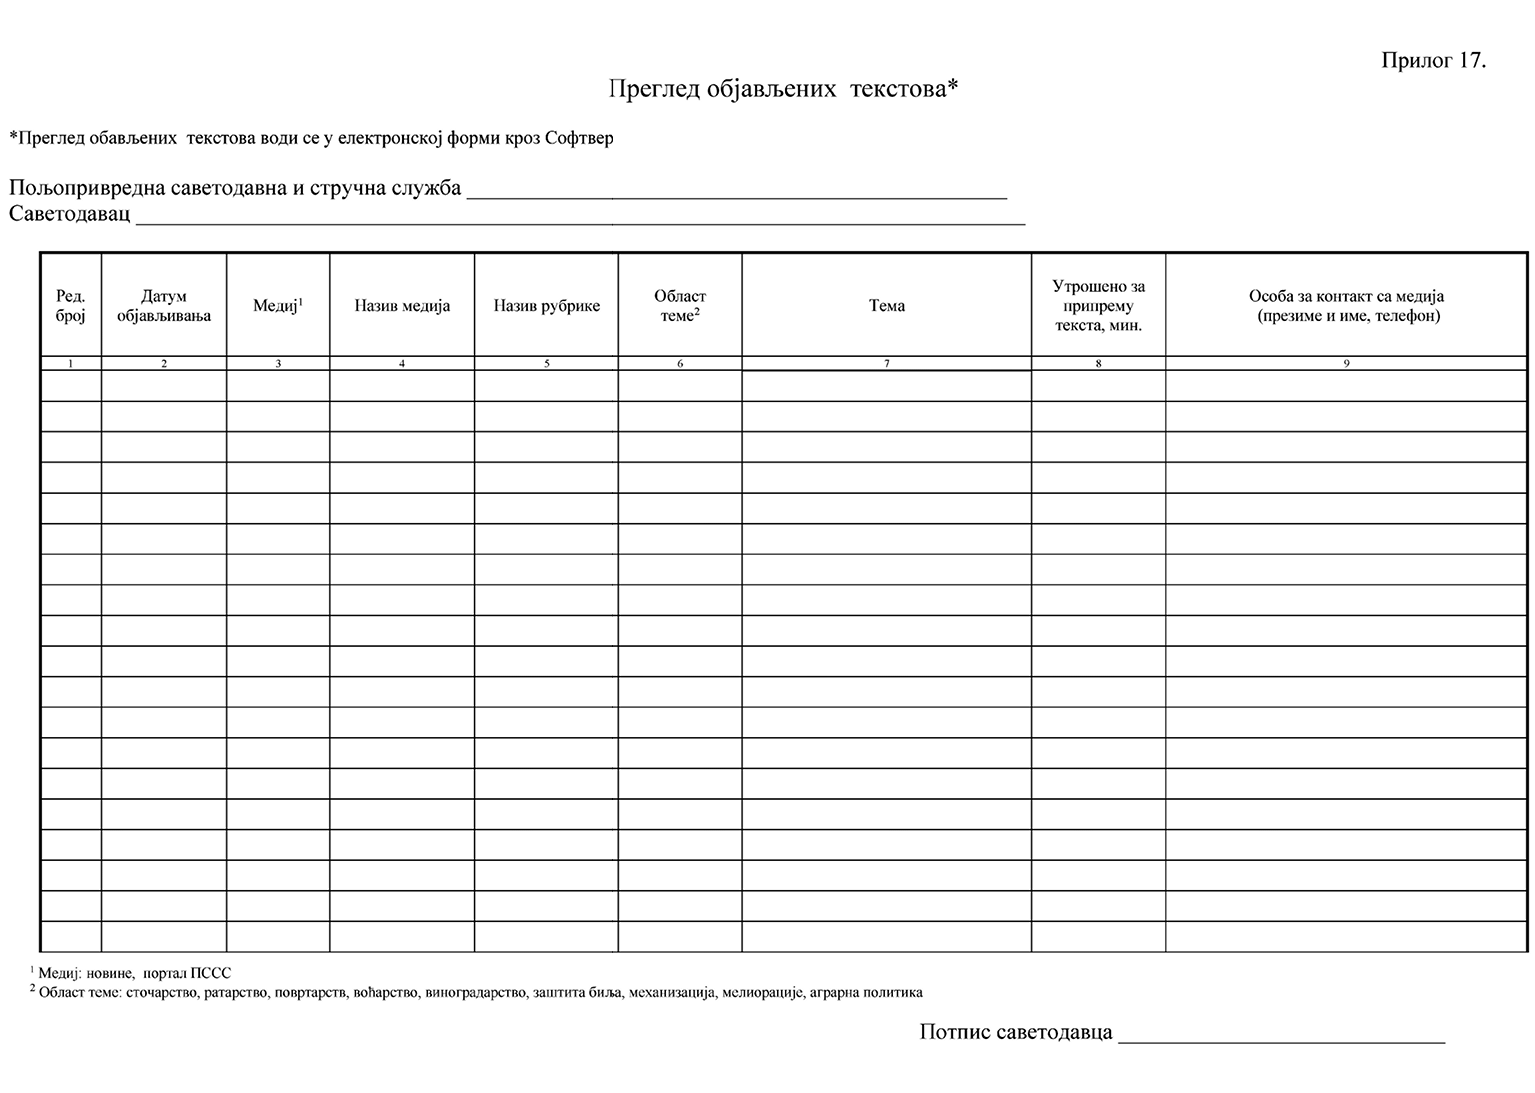 Прилог 17.
Преглед објављених текстова*
*Преглед обављених текстова води се у електронској форми кроз Софтвер
Пољопривредна саветодавна и стручна служба
Саветодавац
Ред. број
Датум објављивања
Медиј¹
Назив медија
Назив рубрике
Област теме²
Тема
Утрошено за припрему текста, мин.
Особа за контакт са медија (презиме и име, телефон)
1 2 3 4 5 6 7 8 9
¹ Медиј: новине, портал ПССС
² Област теме: сточарство, ратарство, повртарств, воћарство, виноградарство, заштита биља, механизација, мелиорације, аграрна политика
Потпис саветодавца